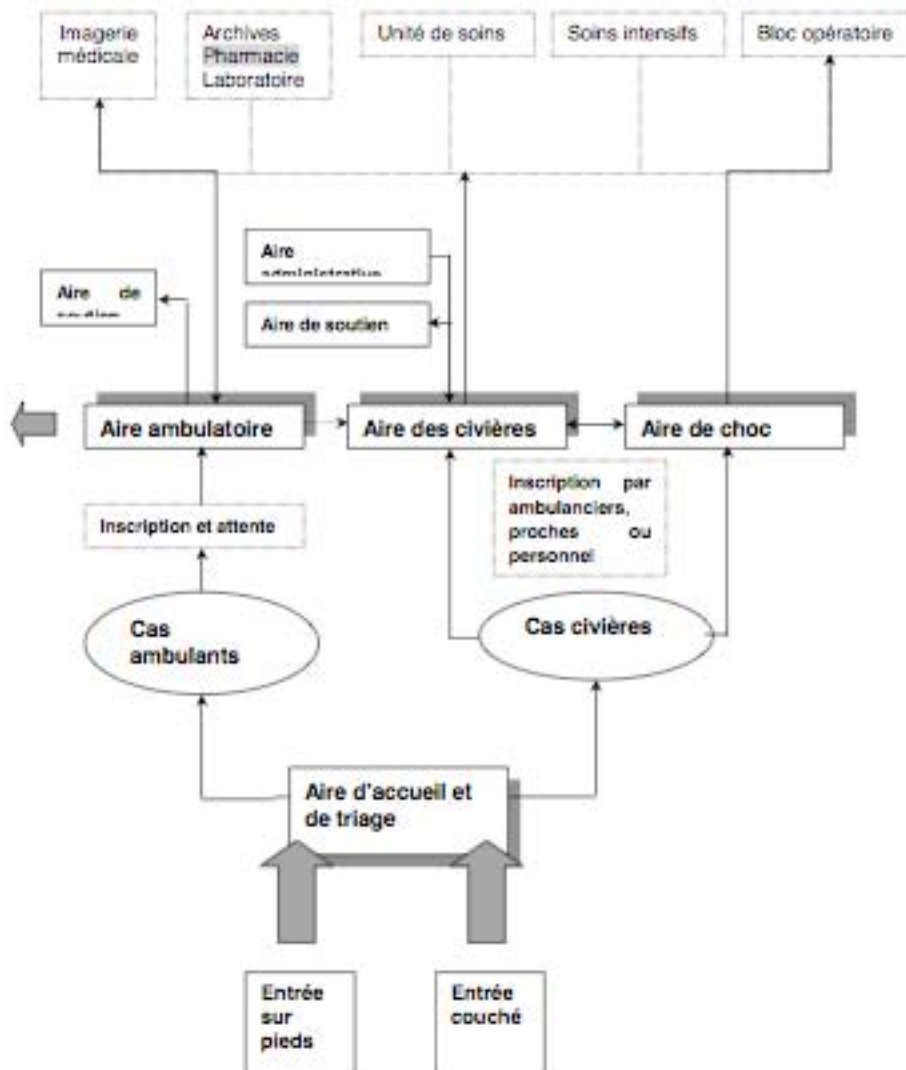 Imagerie
médicale
Archives
Pharmacie
Laboratoire
Unité de soins
Soins intensifs
Bloc opératoire
Aire
Aire de soutien
Aire de
Aire ambulatoire
Aire des civières
Aire de choc
Inscription et attente
Inscription par
ambulanciers,
proches ou
personnel
Cas
ambulants
Cas civières
Aire d'accueil et
de triage
Entrée
sur
pieds
Entrée
couché